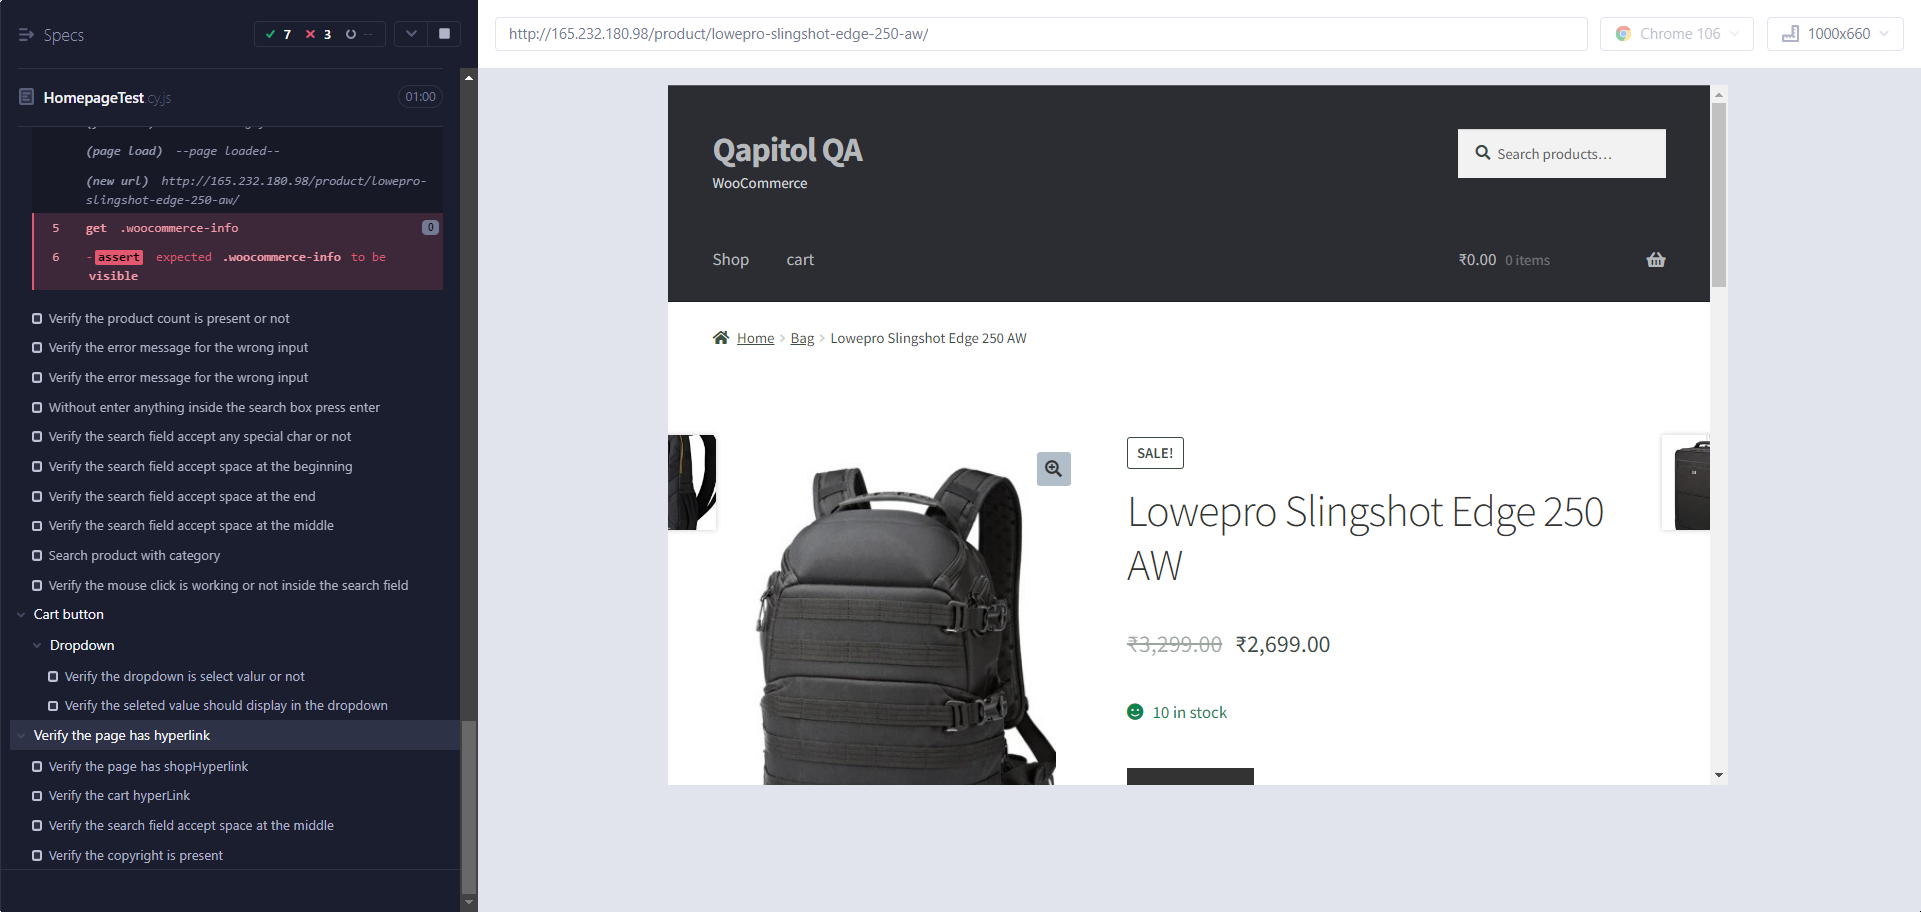 Specs
7
3
--
HomepageTest.cy.js
01:00
(page load) --page loaded--
(new url) http://165.232.180.98/product/lowepro-
slingshot-edge-250-aw/
5 get .woocommerce-info 0
6 -assert expected .woocommerce-info to be
visible
Verify the product count is present or not
Verify the error message for the wrong input
Verify the error message for the wrong input
Without enter anything inside the search box press enter
Verify the search field accept any special char or not
Verify the search field accept space at the beginning
Verify the search field accept space at the end
Verify the search field accept space at the middle
Search product with category
Verify the mouse click is working or not inside the search field
Cart button
Dropdown
Verify the dropdown is select valur or not
Verify the seleted value should display in the dropdown
Verify the page has hyperlink
Verify the page has shopHyperlink
Verify the cart hyperLink
Verify the search field accept space at the middle
Verify the copyright is present
http://165.232.180.98/product/lowepro-slingshot-edge-250-aw/
Chrome 106
1000x660
Qapitol QA
WooCommerce
Search products…
Shop
cart
₹0.00 0 items
Home > Bag > Lowepro Slingshot Edge 250 AW
SALE!
Lowepro Slingshot Edge 250
AW
₹3,299.00 ₹2,699.00
10 in stock